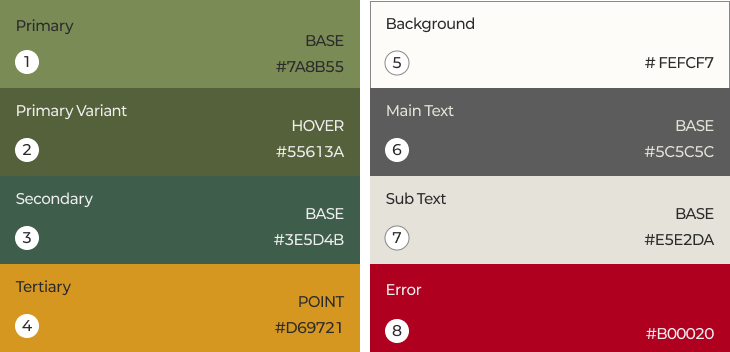 Primary
BASE
1
#7A8B55
Primary Variant
HOVER
2
#55613A
Secondary
BASE
3
#3E5D4B
Tertiary
POINT
4
#D69721
Background
5
# FEFCF7
Main Text
BASE
6
#5C5C5C
Sub Text
BASE
7
#E5E2DA
Error
8
#B00020